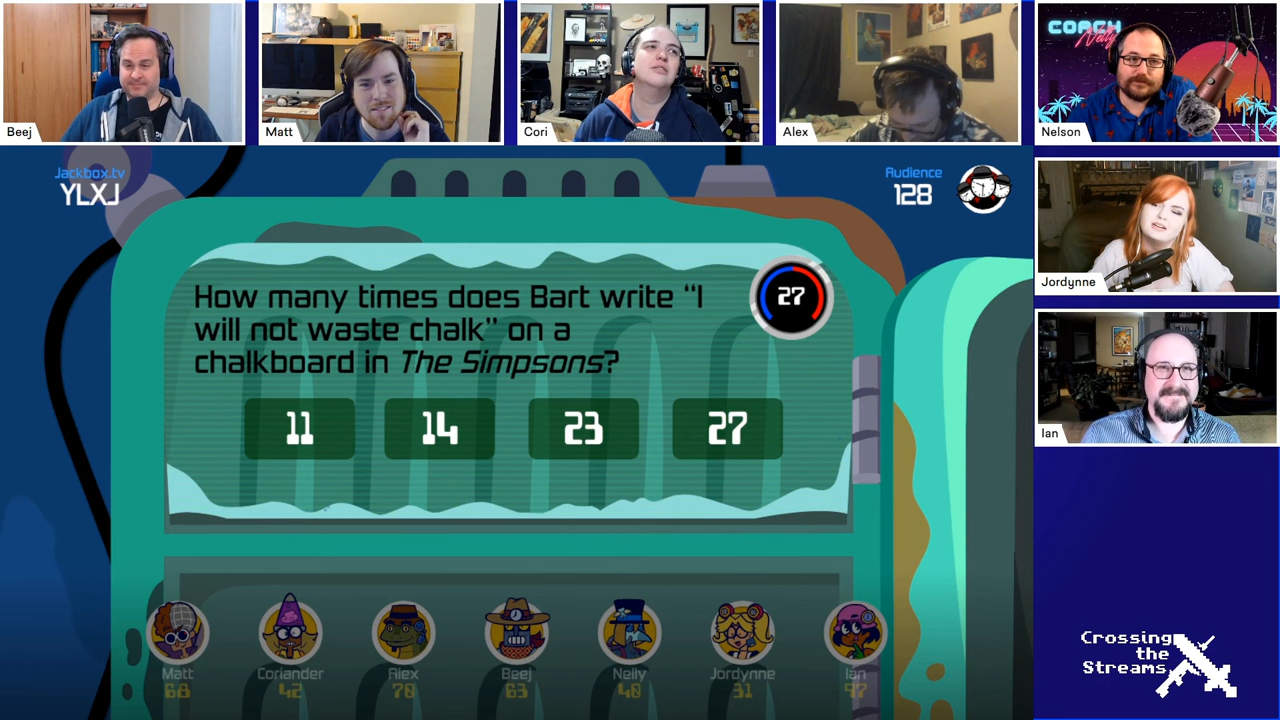 Beej
Matt
Cori
Alex
COACH
Nelly
Nelson
Jackbox.tv
YLXJ
Audience
128
Jordynne
How many times does Bart write “I
will not waste chalk” on a
chalkboard in The Simpsons?
27
11
14
23
27
Ian
Matt
68
Coriander
42
Alex
70
Beej
63
Nelly
40
Jordynne
31
Ian
97
Crossing
the
Streams